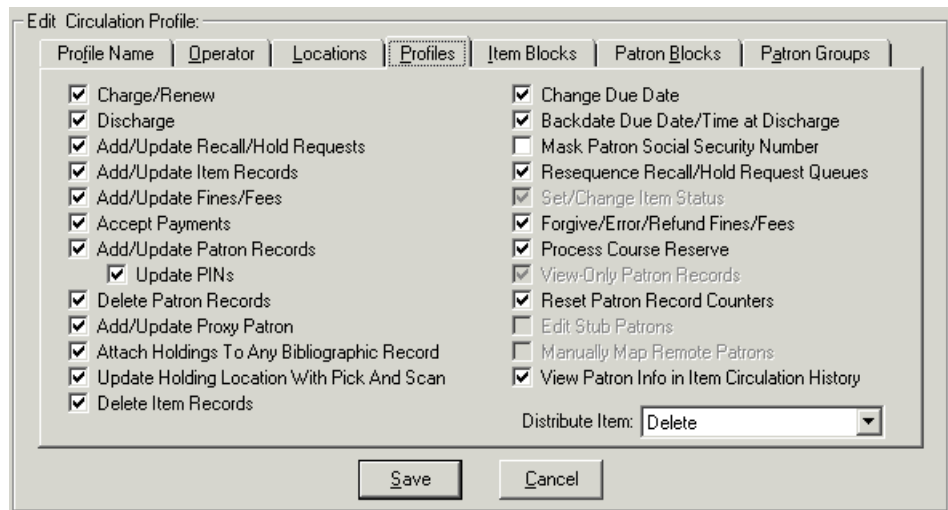 Edit Circulation Profile:
Profile Name
Operator
Locations
Profiles
Item Blocks
Patron Blocks
Patron Groups
Charge/Renew
Discharge
Add/Update Recall/Hold Requests
Add/Update Item Records
Add/Update Fines/Fees
Accept Payments
Add/Update Patron Records
Update PINs
Delete Patron Records
Add/Update Proxy Patron
Attach Holdings To Any Bibliographic Record
Update Holding Location With Pick And Scan
Delete Item Records
Change Due Date
Backdate Due Date/Time at Discharge
Mask Patron Social Security Number
Resequence Recall/Hold Request Queues
Set/Change Item Status
Forgive/Error/Refund Fines/Fees
Process Course Reserve
View-Only Patron Records
Reset Patron Record Counters
Edit Stub Patrons
Manually Map Remote Patrons
View Patron Info in Item Circulation History
Distribute Item: Delete
Save
Cancel